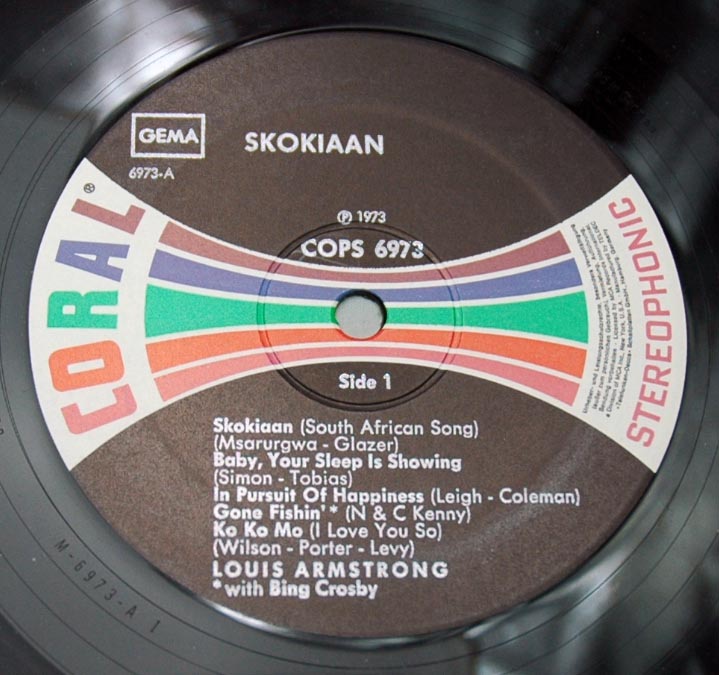 GEMA
SKOKIAAN
6973-A
℗ 1973
COPS 6973
CORAL ®
STEREOPHONIC
Side 1
Skokiaan (South African Song)
(Msarurgwa - Glazer)
Baby, Your Sleep Is Showing
(Simon - Tobias)
In Pursuit Of Happiness (Leigh - Coleman)
Gone Fishin'* (N & C Kenny)
Ko Ko Mo (I Love You So)
(Wilson - Porter - Levy)
LOUIS ARMSTRONG
* with Bing Crosby
M-6973-A 1